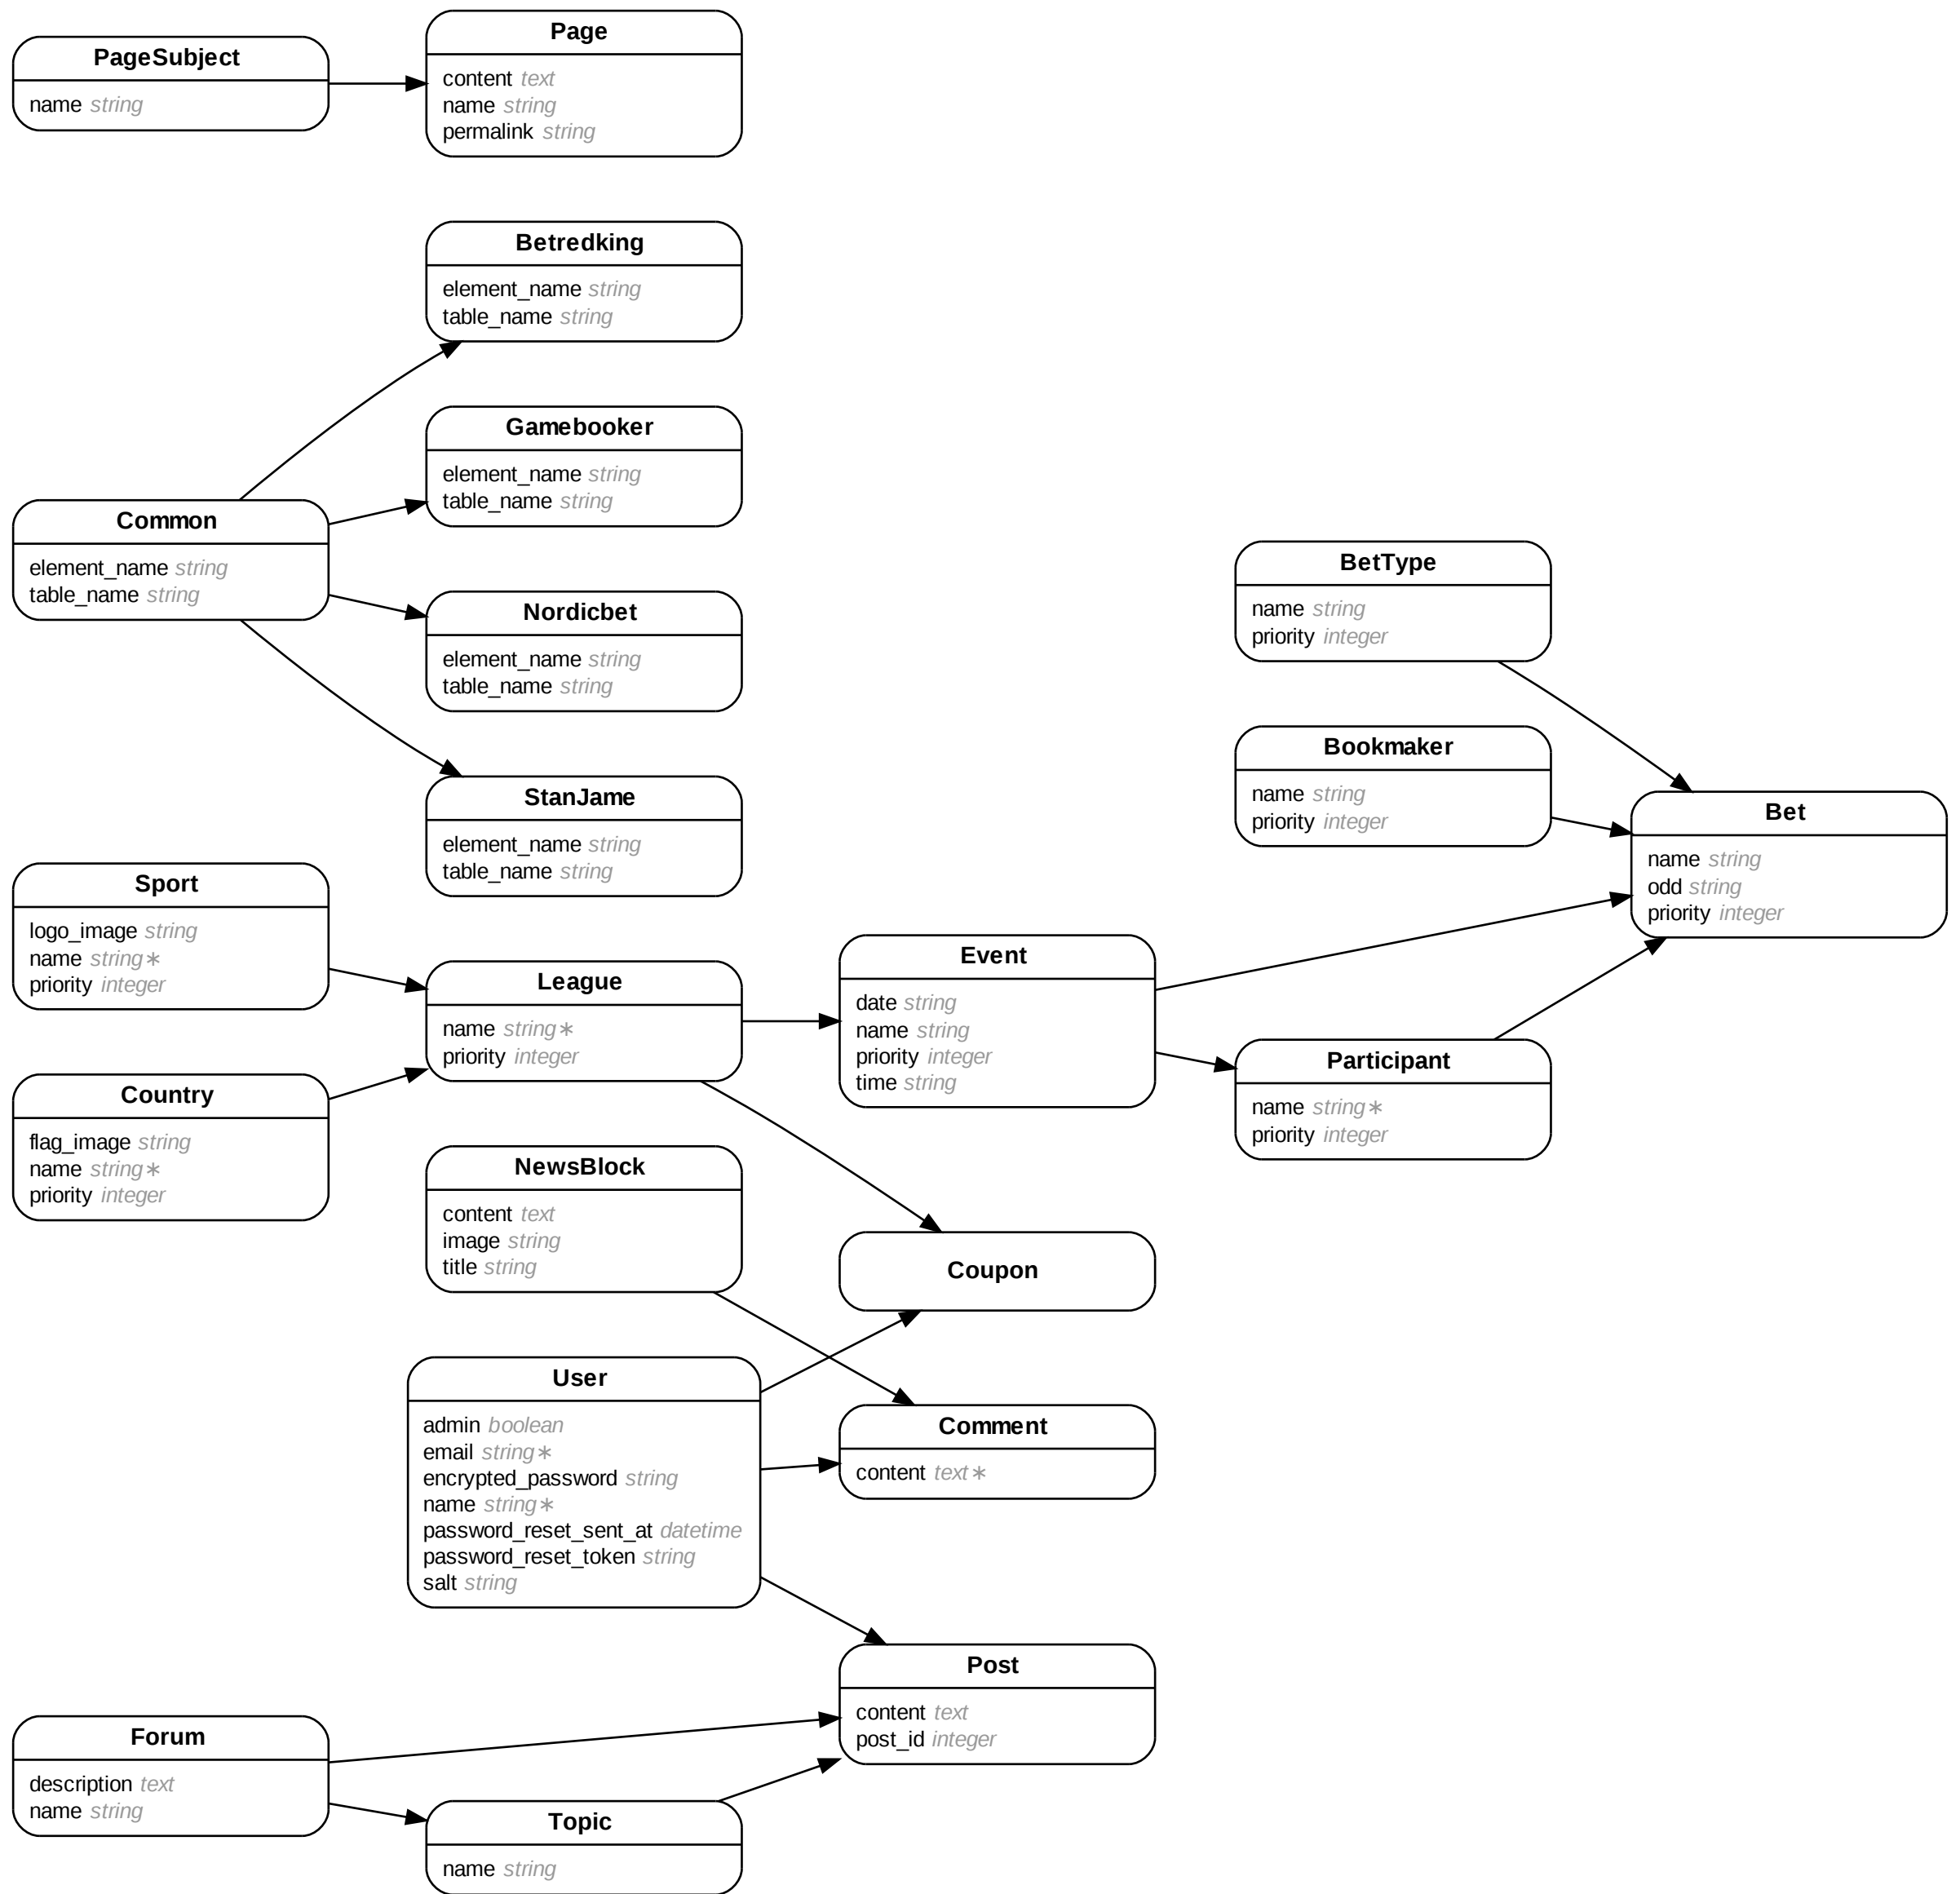 PageSubject
name string
Page
content text
name string
permalink string
Betredking
element_name string
table_name string
Gamebooker
element_name string
table_name string
Common
element_name string
table_name string
Nordicbet
element_name string
table_name string
StanJame
element_name string
table_name string
BetType
name string
priority integer
Bookmaker
name string
priority integer
Bet
name string
odd string
priority integer
Sport
logo_image string
name string∗
priority integer
League
name string∗
priority integer
Event
date string
name string
priority integer
time string
Participant
name string∗
priority integer
Country
flag_image string
name string∗
priority integer
NewsBlock
content text
image string
title string
Coupon
User
admin boolean
email string∗
encrypted_password string
name string∗
password_reset_sent_at datetime
password_reset_token string
salt string
Comment
content text∗
Post
content text
post_id integer
Forum
description text
name string
Topic
name string